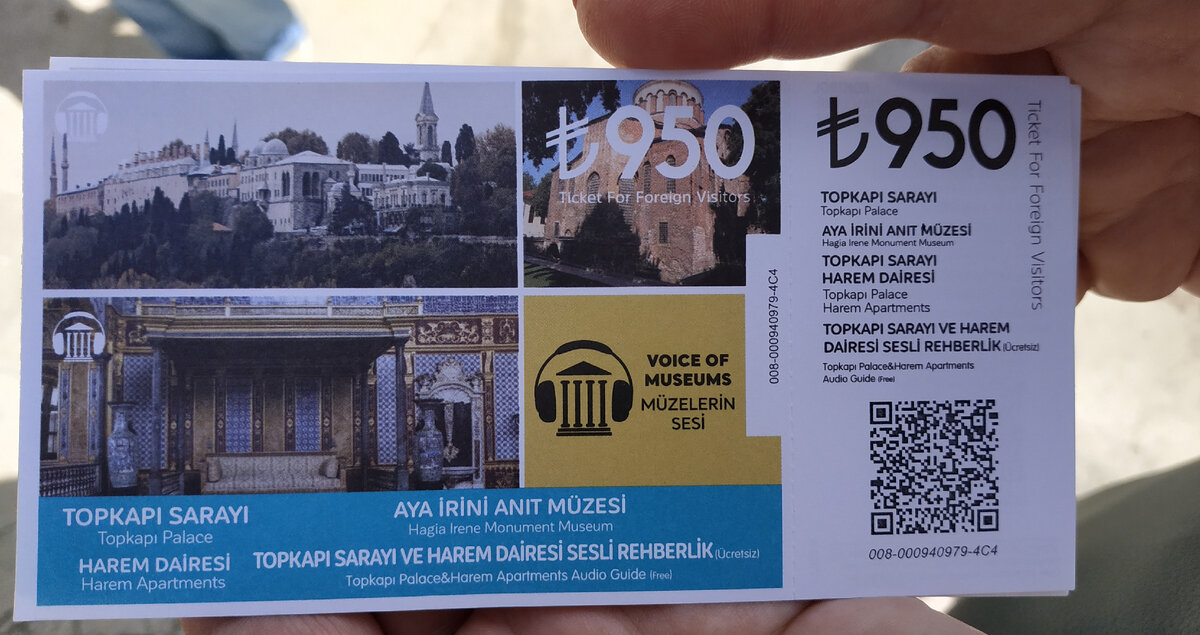 ₺950
Ticket For Foreign Visitors
VOICE OF
MUSEUMS
MÜZELERİN
SESİ
008-000940979-4C4
TOPKAPI SARAYI
Topkapı Palace
HAREM DAİRESİ
Harem Apartments
AYA İRİNİ ANIT MÜZESİ
Hagia Irene Monument Museum
TOPKAPI SARAYI VE HAREM DAİRESİ SESLİ REHBERLİK (Ücretsiz)
Topkapı Palace&Harem Apartments Audio Guide (Free)
₺950
Ticket For Foreign Visitors
TOPKAPI SARAYI
Topkapı Palace
AYA İRİNİ ANIT MÜZESİ
Hagia Irene Monument Museum
TOPKAPI SARAYI
HAREM DAİRESİ
Topkapı Palace
Harem Apartments
TOPKAPI SARAYI VE HAREM
DAİRESİ SESLİ REHBERLİK (Ücretsiz)
Topkapı Palace&Harem Apartments
Audio Guide (Free)
008-000940979-4C4